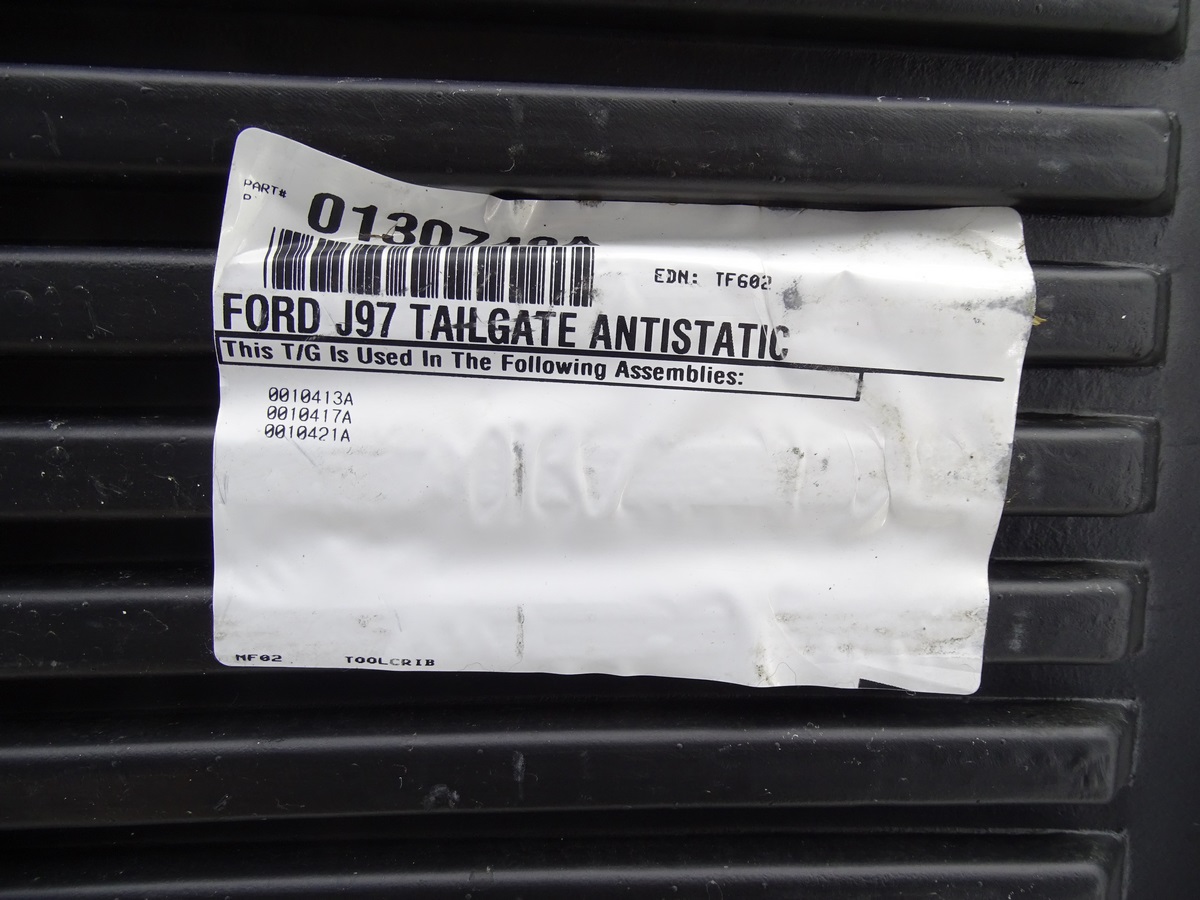 PART#
P
EDN: TF602
FORD J97 TAILGATE ANTISTATIC
This T/G Is Used In The Following Assemblies:
0010413A
0010417A
0010421A
MF02 TOOLCRIB